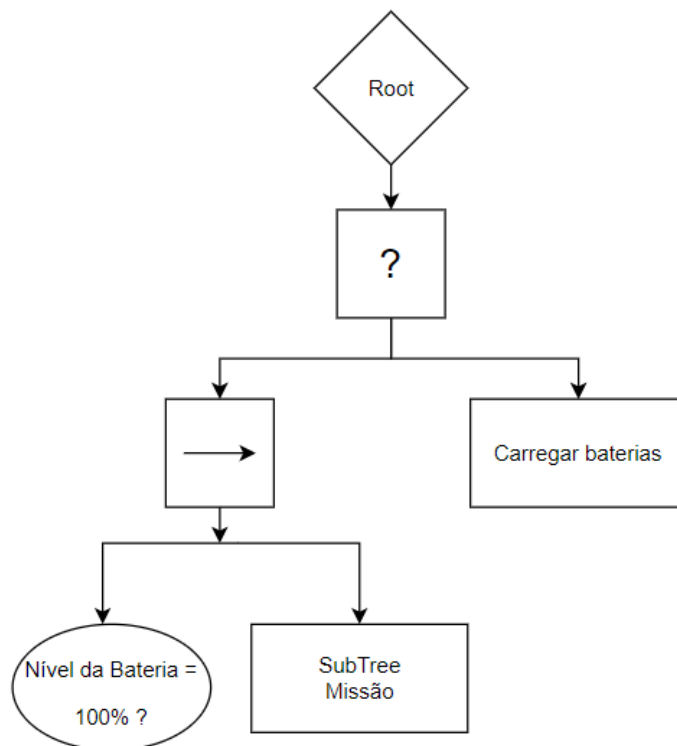 Root
?
Carregar baterias
Nível da Bateria =
100% ?
SubTree
Missão